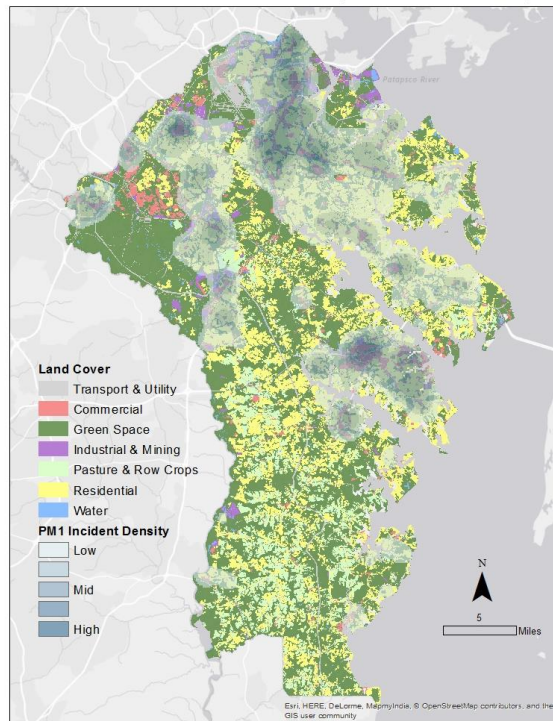 Patapsco River
Land Cover
Transport & Utility
Commercial
Green Space
Industrial & Mining
Pasture & Row Crops
Residential
Water
PM1 Incident Density
Low
Mid
High
N
5
Miles
Esri, HERE, DeLorme, MapmyIndia, © OpenStreetMap contributors, and the
GIS user community